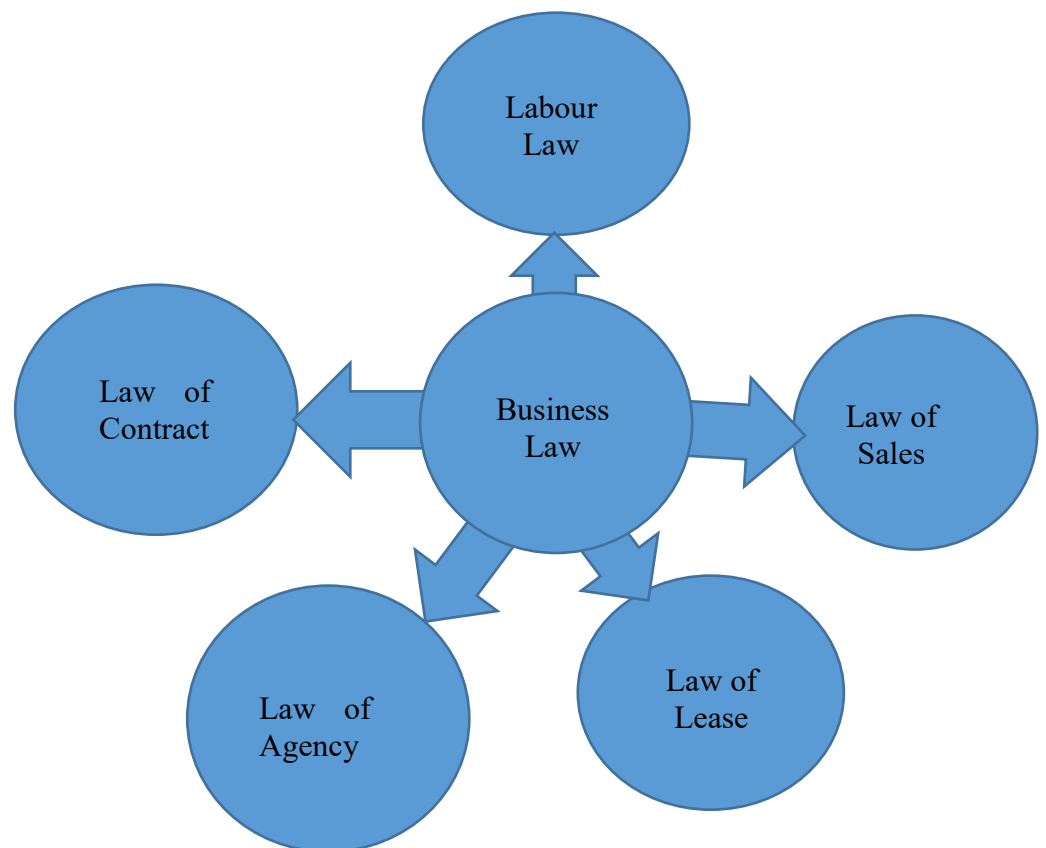 Labour
Law
Law of
Contract
Business
Law
Law of
Sales
Law of
Agency
Law of
Lease